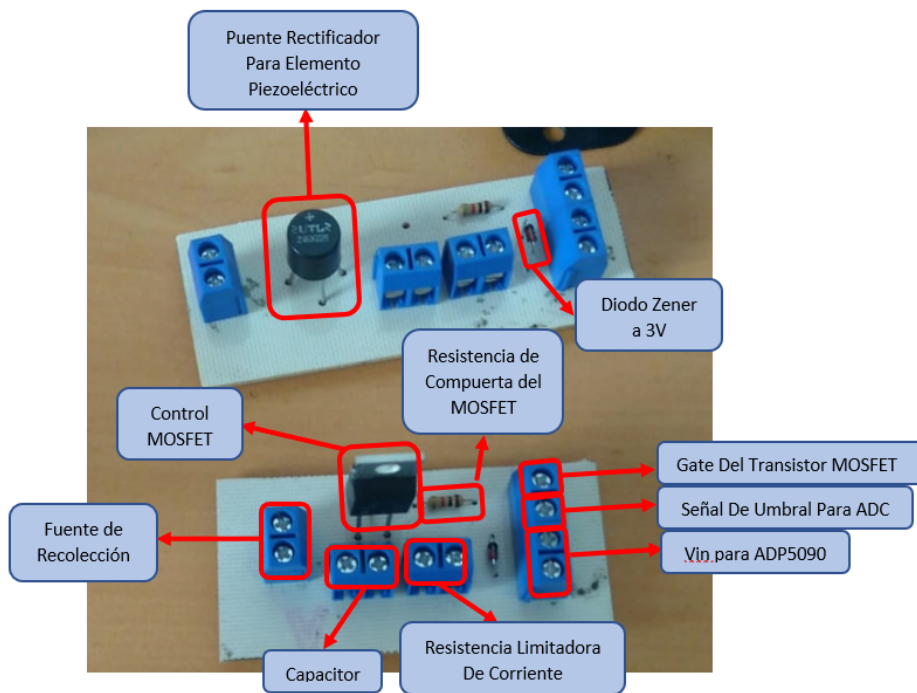 Puente Rectificador
Para Elemento
Piezoeléctrico
Diodo Zener
a 3V
Resistencia de
Compuerta del
MOSFET
Control
MOSFET
Gate Del Transistor MOSFET
Señal De Umbral Para ADC
Vin para ADP5090
Fuente de
Recolección
Capacitor
Resistencia Limitadora
De Corriente